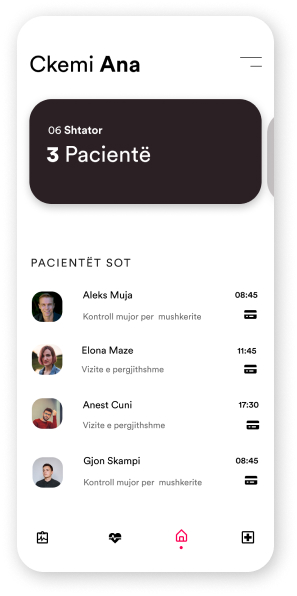 Ckemi Ana
06 Shtator
3 Pacientë
PACIENTËT SOT
Aleks Muja
08:45
Kontroll mujor per mushkerite
Elona Maze
11:45
Vizite e pergjithshme
Anest Cuni
17:30
Vizite e pergjithshme
Gjon Skampi
08:45
Kontroll mujor per mushkerite